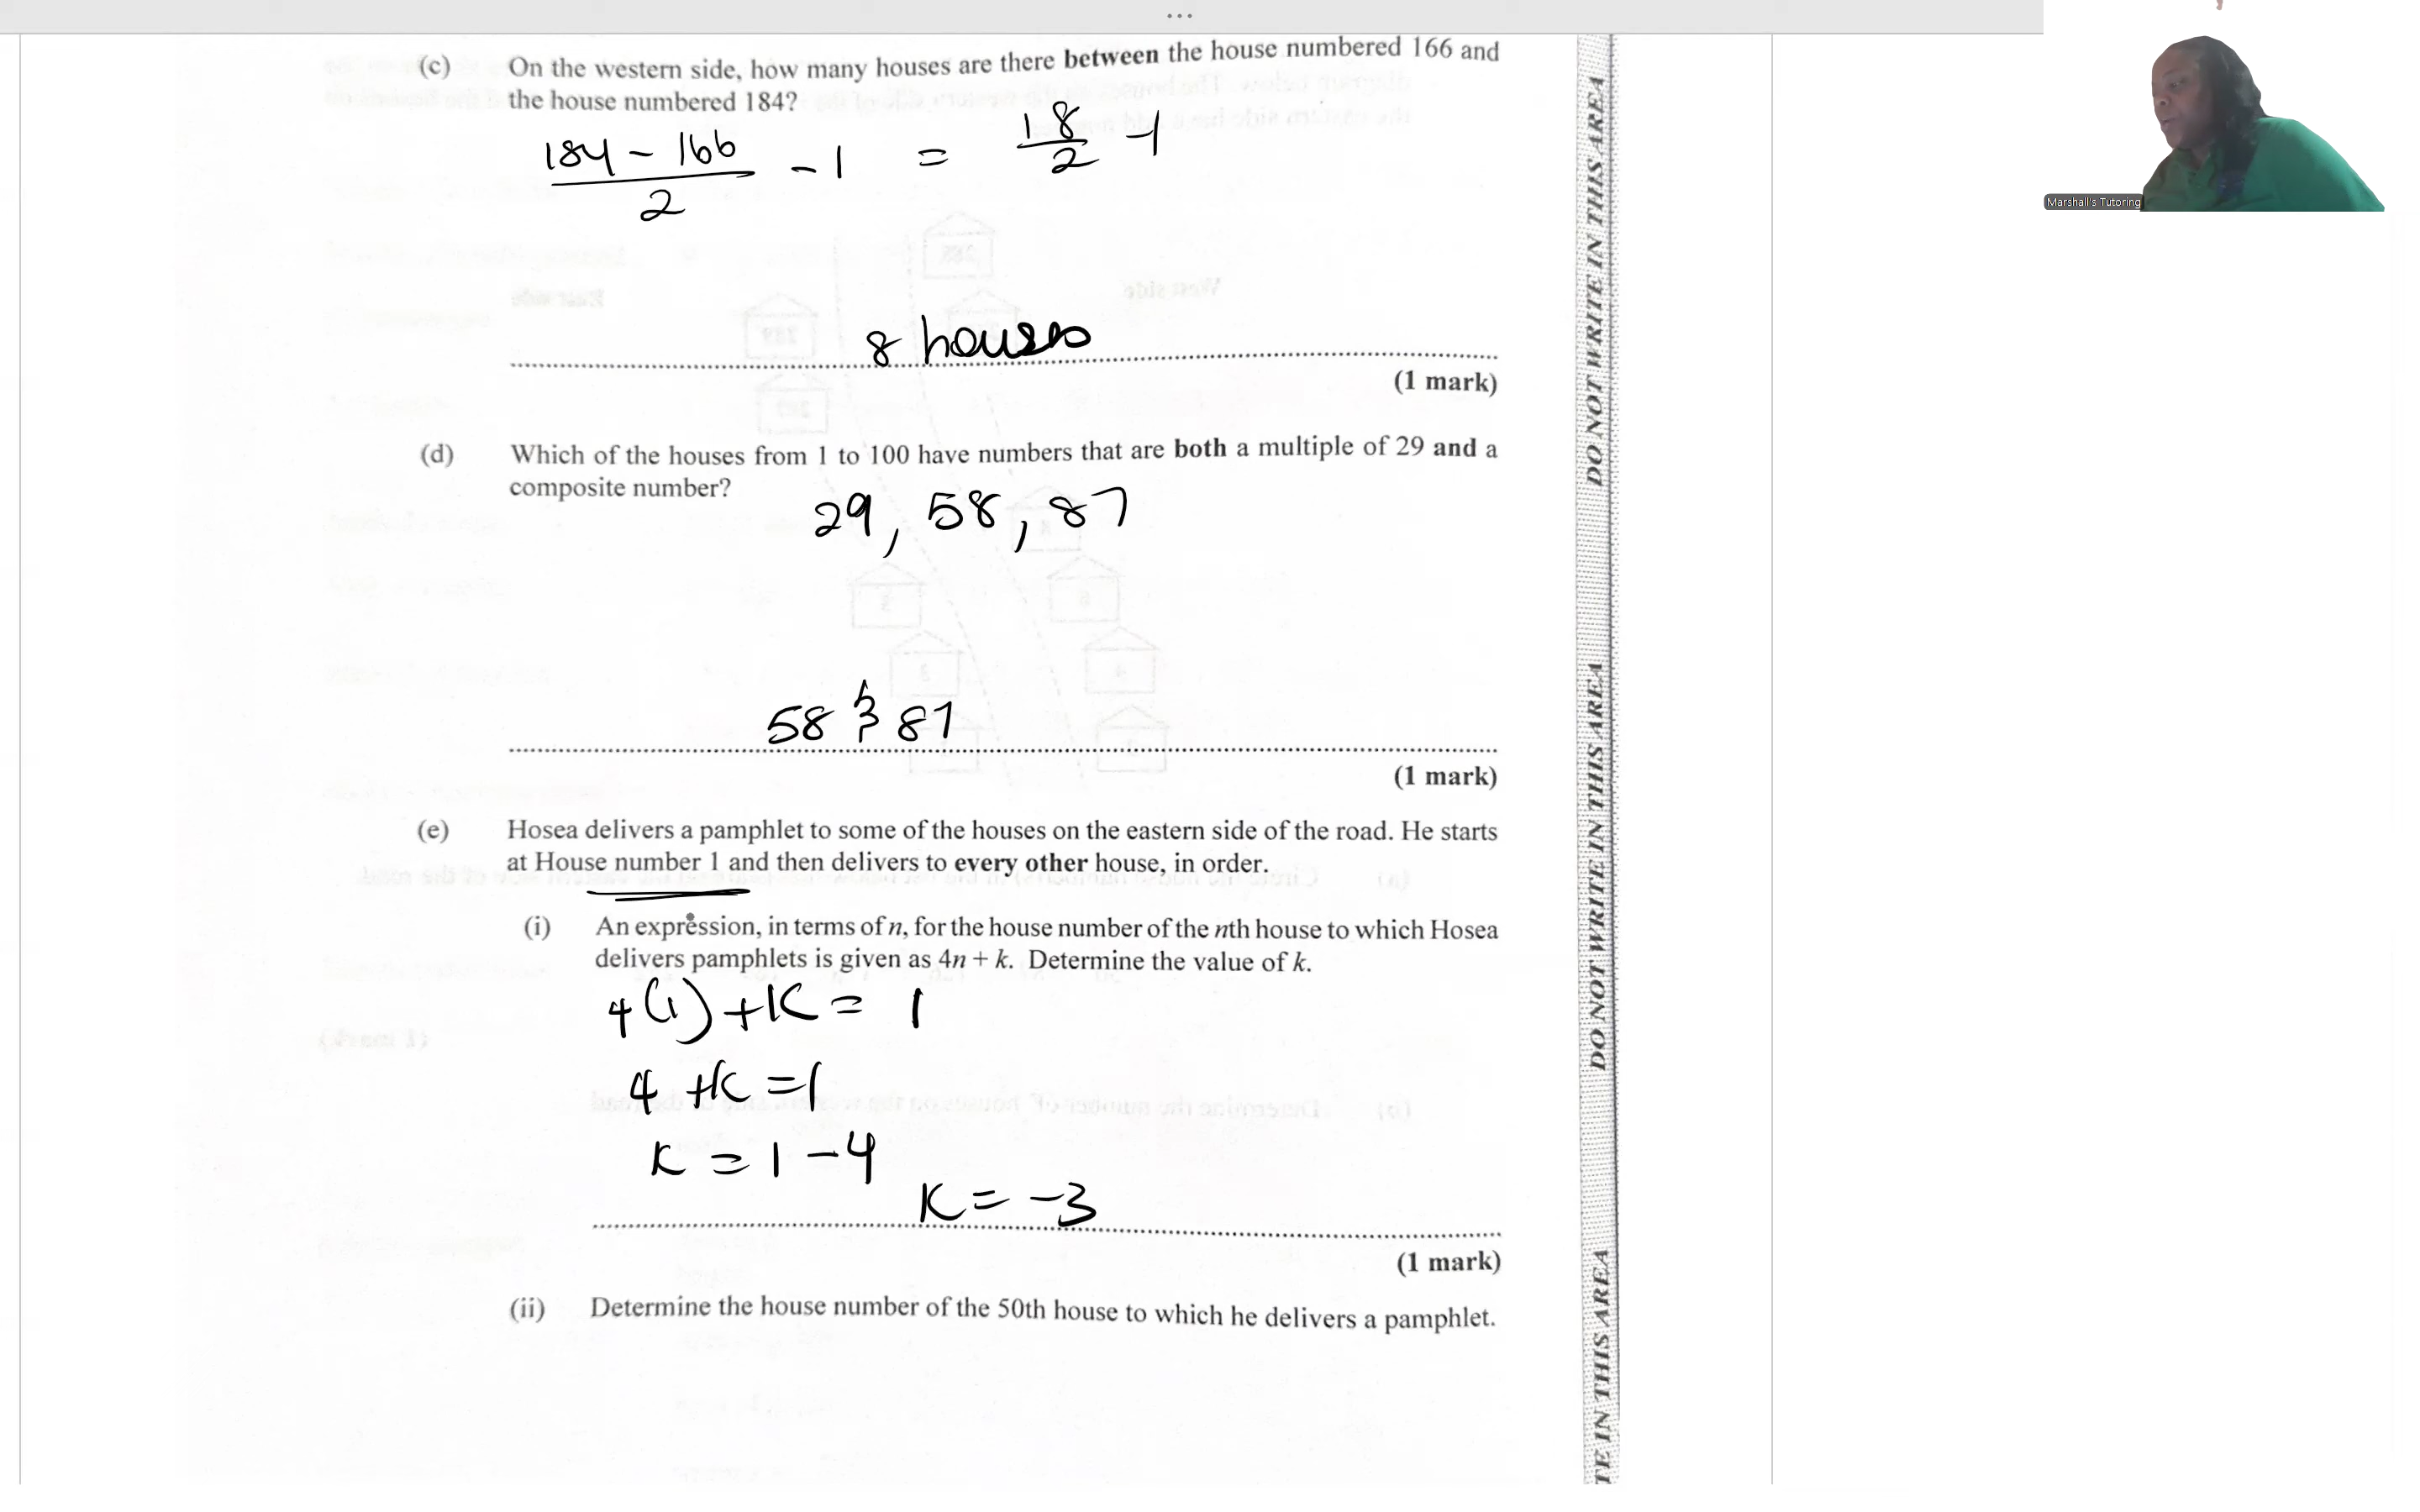 ...
(c) On the western side, how many houses are there between the house numbered 166 and
the house numbered 184?
184 - 166 / 2 - 1 = 18 / 2 - 1
8 houses
(1 mark)
(d) Which of the houses from 1 to 100 have numbers that are both a multiple of 29 and a
composite number?
29, 58, 87
58 & 87
(1 mark)
(e) Hosea delivers a pamphlet to some of the houses on the eastern side of the road. He starts
at House number 1 and then delivers to every other house, in order.
(i) An expression, in terms of n, for the house number of the nth house to which Hosea
delivers pamphlets is given as 4n + k. Determine the value of k.
4(1) + K = 1
4 + K = 1
K = 1 - 4
K = -3
(1 mark)
(ii) Determine the house number of the 50th house to which he delivers a pamphlet.
DO NOT WRITE IN THIS AREA
DO NOT WRITE IN THIS AREA
TE IN THIS AREA
Marshall's Tutoring